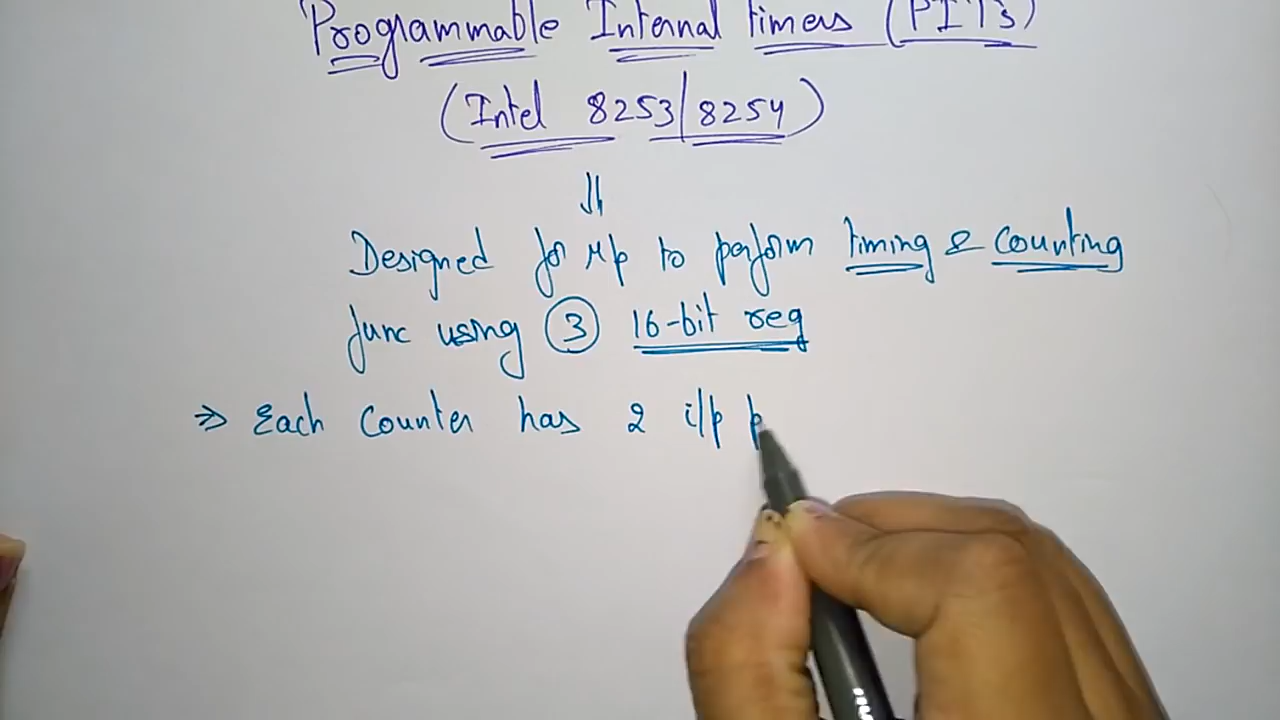 Programmable Internal timers (PIT's)
(Intel 8253/8254)
⇓
Designed for μp to perform timing & counting
func using ③ 16-bit reg
⇒ Each Counter has 2 i/p p